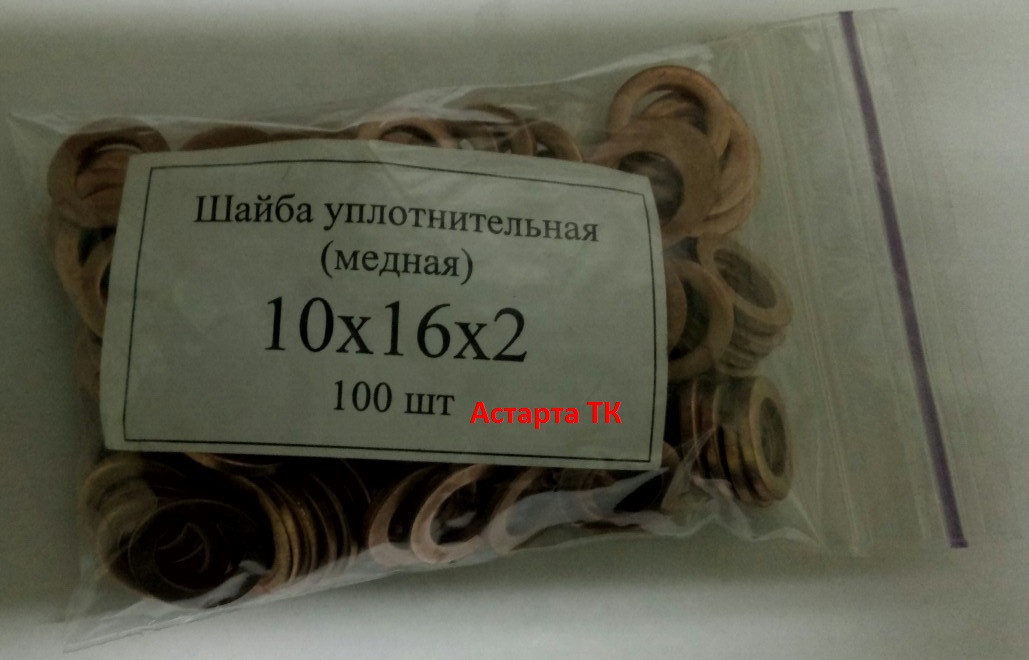 Шайба уплотнительная
(медная)
10х16х2
100 шт
Астарта ТК